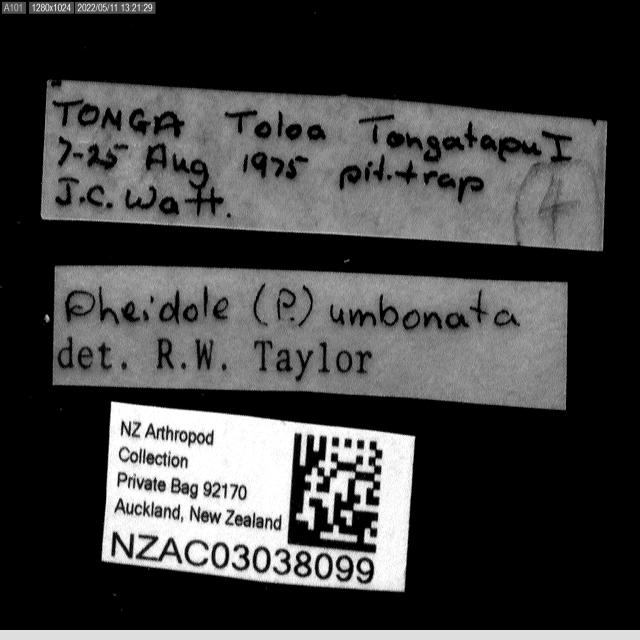 A101 1280x1024 2022/05/11 13:21:29
TONGA Toloa Tongatapu I
7-25 Aug 1975 pit.trap
J.C. Watt.
(4)
Pheidole (P.) umbonata
det. R.W. Taylor
NZ Arthropod
Collection
Private Bag 92170
Auckland, New Zealand
NZAC03038099